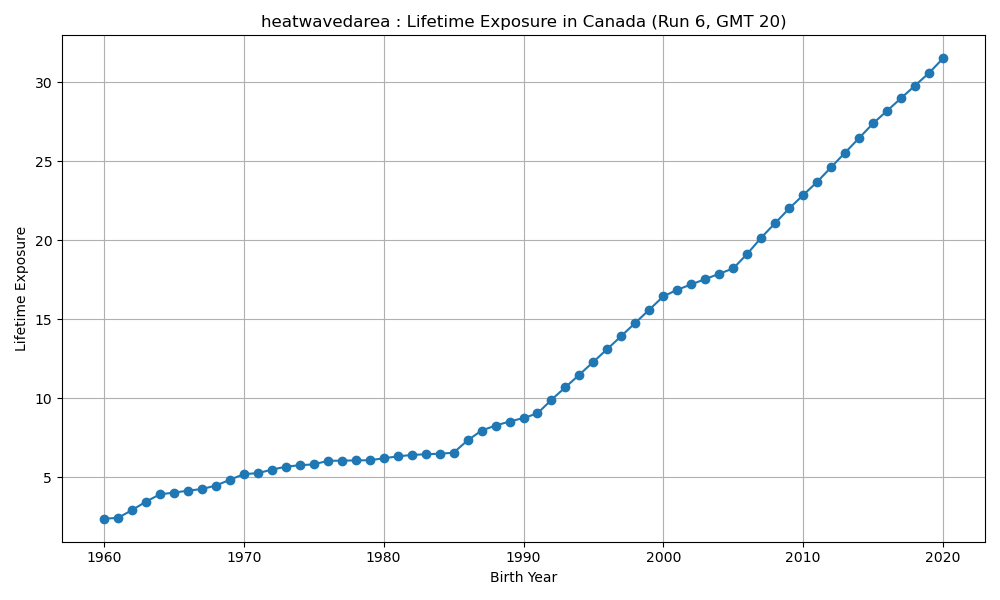 heatwavedarea : Lifetime Exposure in Canada (Run 6, GMT 20)
Lifetime Exposure
30
25
20
15
10
5
1960 1970 1980 1990 2000 2010 2020
Birth Year